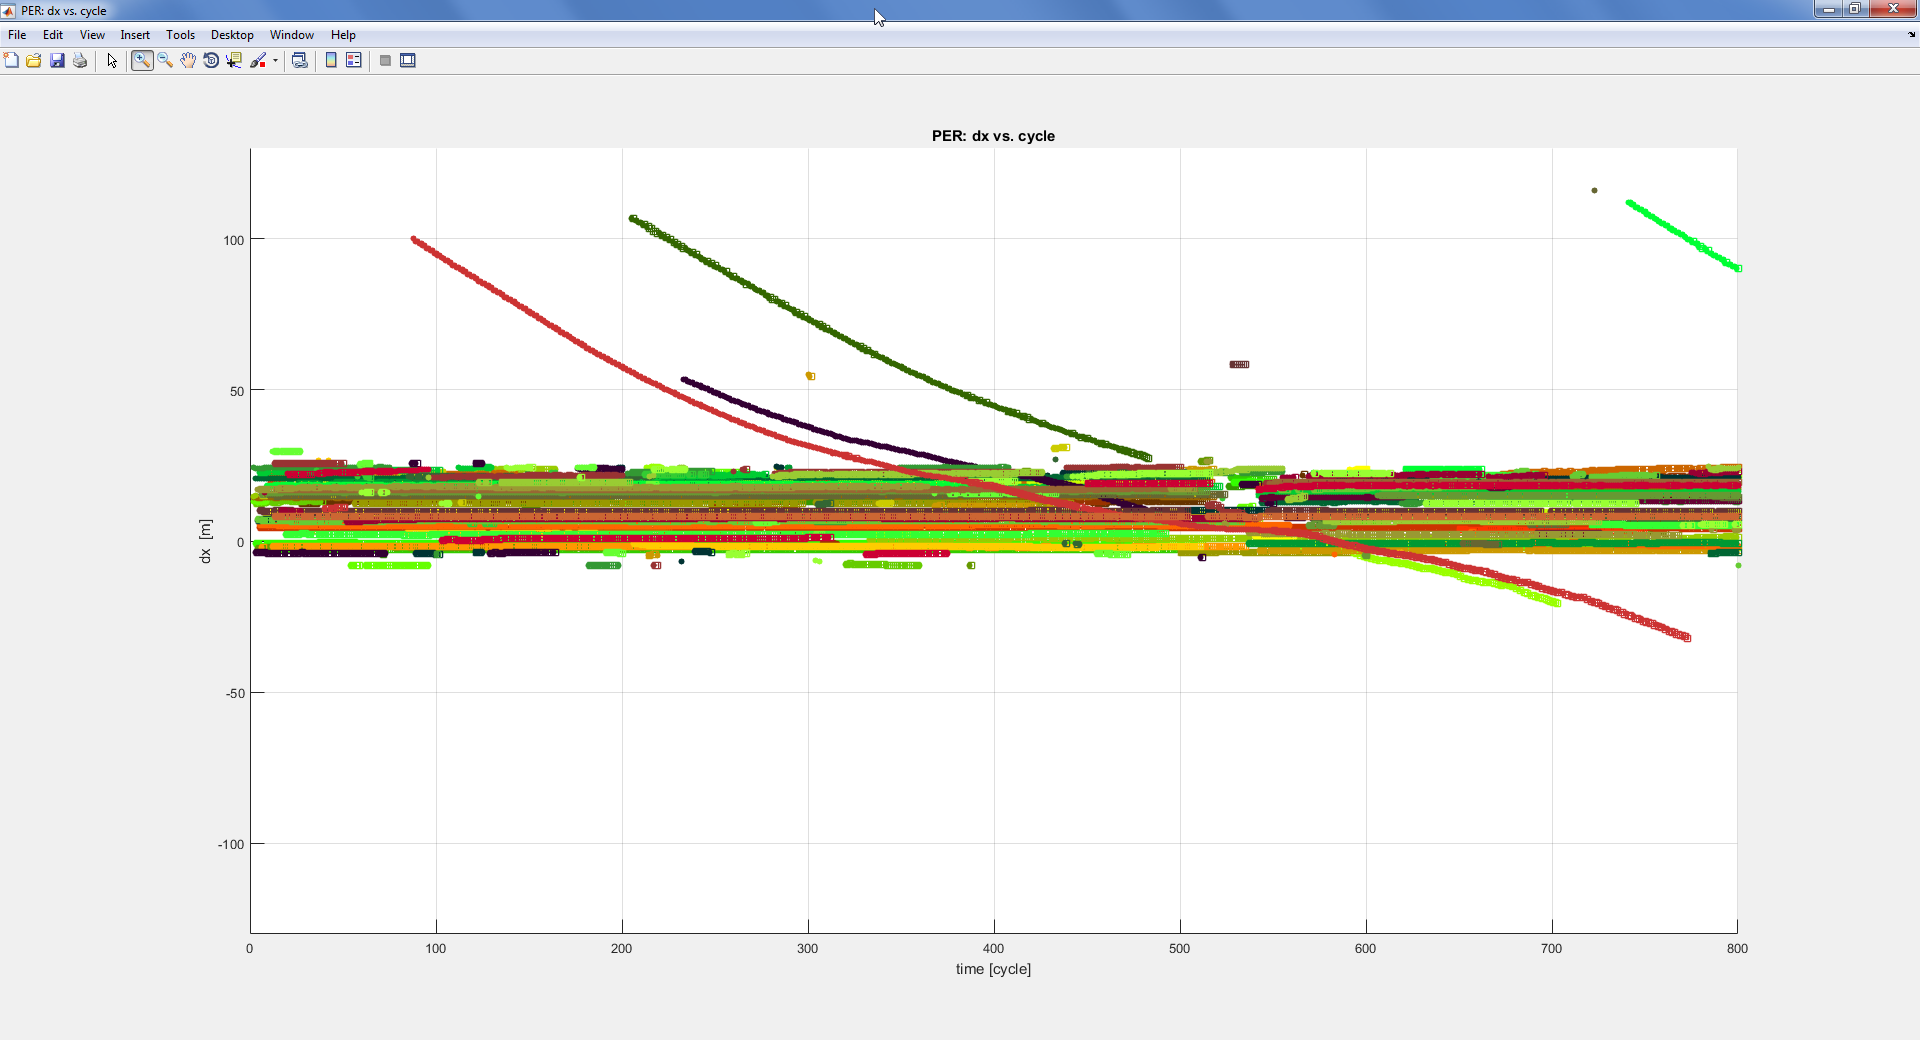 PER: dx vs. cycle
File Edit View Insert Tools Desktop Window Help
PER: dx vs. cycle
100
50
0
-50
-100
dx [m]
0 100 200 300 400 500 600 700 800
time [cycle]